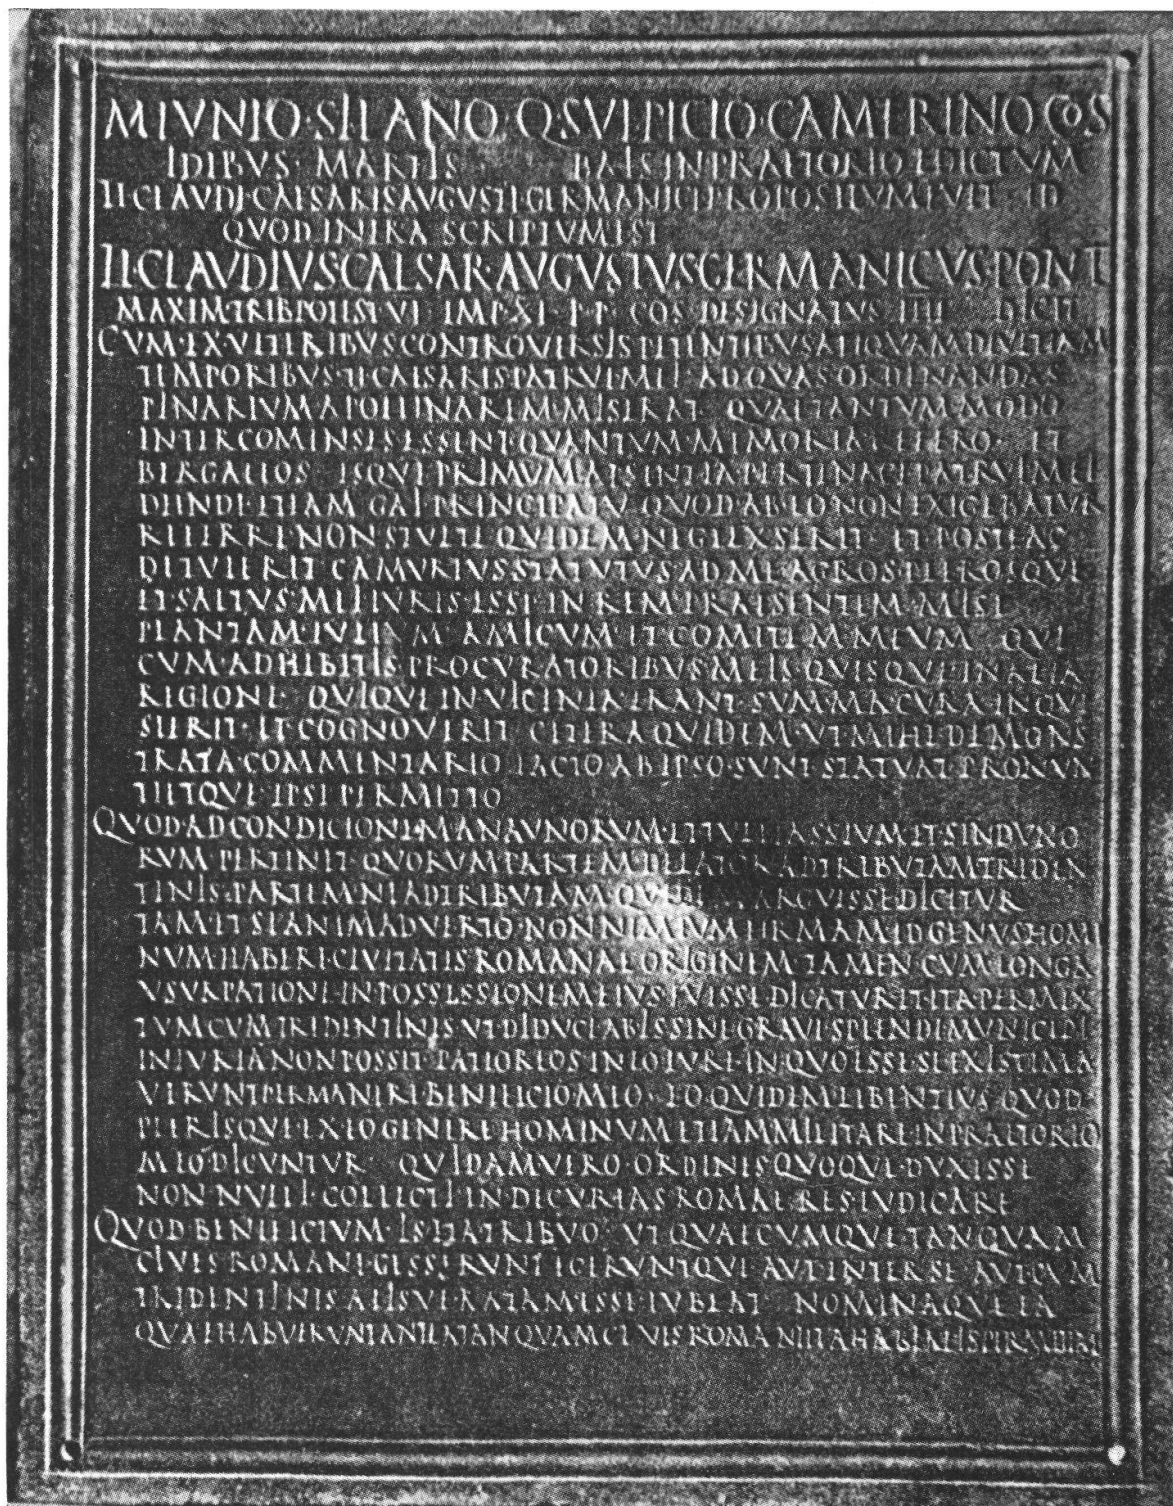 M IVNIO SILANO Q SVLPICIO CAMERINO COS
IDIBVS MARTIS BAIS IN PRAETORIO EDICTVM
TI CLAVDI CAESARIS AVGVSTI GERMANICI PROPOSITVM FVIT ID
QVOD INFRA SCRIPTVM EST
TI CLAVDIVS CAESAR AVGVSTVS GERMANICVS PONT
MAXIM TRIB POTEST VI IMP XI P P COS DESIGNATVS IIII DICIT
CVM EX VETERIBVS CONTROVERSIS PETENTIBVS ALIQVAMDIV ETIAM
TEMPORIBVS TI CAESARIS PATRVI MEI AD QVAS ORDINANDAS
PINARIVM APOLLINAREM MISERAT QVAE TANTVM MODO
INTER COMENSES ESSENT QVANTVM MEMORIA REFERO ET
BERGALEOS ISQVE PRIMVM APSENTIA PERTINACI PATRVI MEI
DEINDE ETIAM GAI PRINCIPATV QVOD AB EO NON EXIGEBATVR
REFERRE NON STVLTE QVIDEM NEGLEXSERIT ET POSTEAC
DETVLERIT CAMVRIVS STATVTVS AD ME AGROS PLEROSQVE
ET SALTVS MEI IVRIS ESSE IN REM PRAESENTEM MISI
PLANTAM IVLIVM AMICVM ET COMITEM MEVM QVI
CVM ADHIBITIS PROCVRATORIBVS MEIS QVISQVE IN ALIA
REGIONE QVIQVE IN VICINIA ERANT SVMMA CVRA INQVI
SIERIT ET COGNOVERIT CETERA QVIDEM VT MIHI DEMONS
TRATA COMMENTARIO FACTO AB IPSO SVNT STATVAT PRONVN
TIETQVE IPSI PERMITTO
QVOD AD CONDICIONEM ANAVNORVM ET TVLLIASSIVM ET SINDVNO
RVM PERTINET QVORVM PARTEM DELATOR ADTRIBVTAM TRIDEN
TINIS PARTEM NE ADTRIBVTAM QVIDEM ARGVISSE DICITVR
TAM ET SI ANIMADVERTO NON NIMIVM FIRMAM ID GENVS HOMI
NVM HABERE CIVITATIS ROMANAE ORIGINEM TAMEN CVM LONGA
VSVRPATIONE IN POSSESSIONEM EIVS FVISSE DICATVR ET ITA PERMIX
TVM CVM TRIDENTINIS VT DIDVCI AB IS SINE GRAVI SPLENDI MVNICIPI
INIVRIA NON POSSIT PATIOR EOS IN EO IVRE IN QVO ESSE SE EXISTIMA
VERVNT PERMANERE BENIFICIO MEO EO QVIDEM LIBENTIVS QVOD
PLERISQVE EX EO GENERE HOMINVM ETIAM MILITARE IN PRAETORIO
MEO DICVNTVR QVIDAM VERO ORDINES QVOQVE DVXISSE
NON NVLLI COLLECTI IN DECVRIAS ROMAE RES IVDICARE
QVOD BENIFICIVM IS ITA TRIBVO VT QVAECVMQVE TANQVAM
CIVES ROMANI GESSERVNT EGERVNTQVE AVT INTER SE AVT CVM
TRIDENTINIS ALISVE RATAM ESSE IVBEAT NOMINAQVE EA
QVAE HABVERVNT ANTEA TANQVAM CIVES ROMANI ITA HABERE IS PERMITTAM